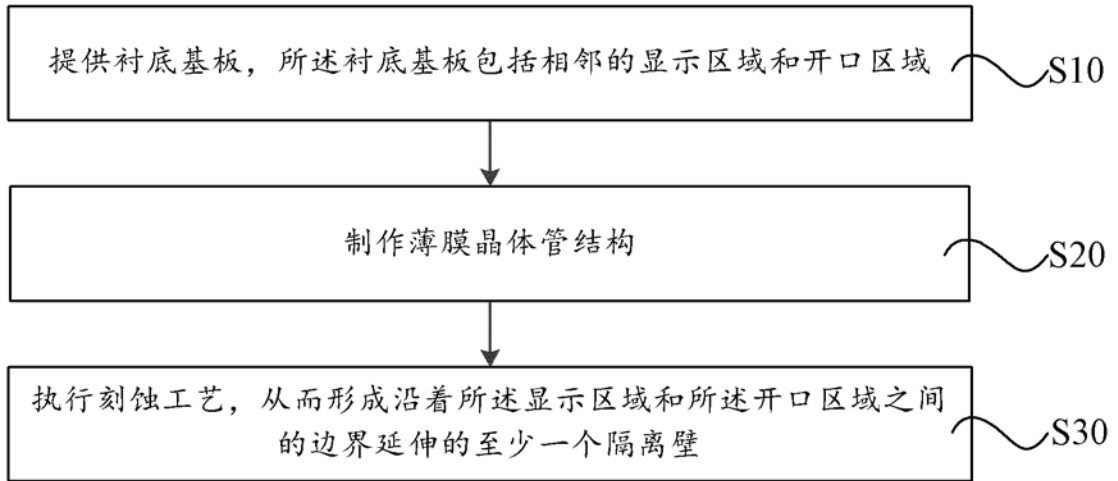 提供衬底基板，所述衬底基板包括相邻的显示区域和开口区域
S10
制作薄膜晶体管结构
S20
执行刻蚀工艺，从而形成沿着所述显示区域和所述开口区域之间
的边界延伸的至少一个隔离壁
S30